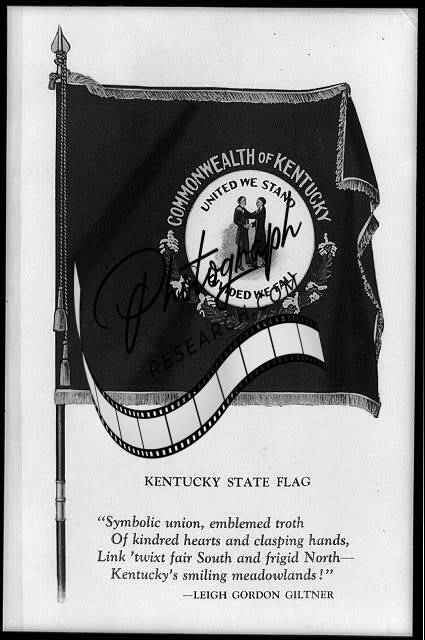 COMMONWEALTH OF KENTUCKY
UNITED WE STAND
DIVIDED WE FALL
Photograph
RESEARCH.COM
KENTUCKY STATE FLAG
“Symbolic union, emblemed troth
Of kindred hearts and clasping hands,
Link 'twixt fair South and frigid North—
Kentucky's smiling meadowlands!”
—LEIGH GORDON GILTNER